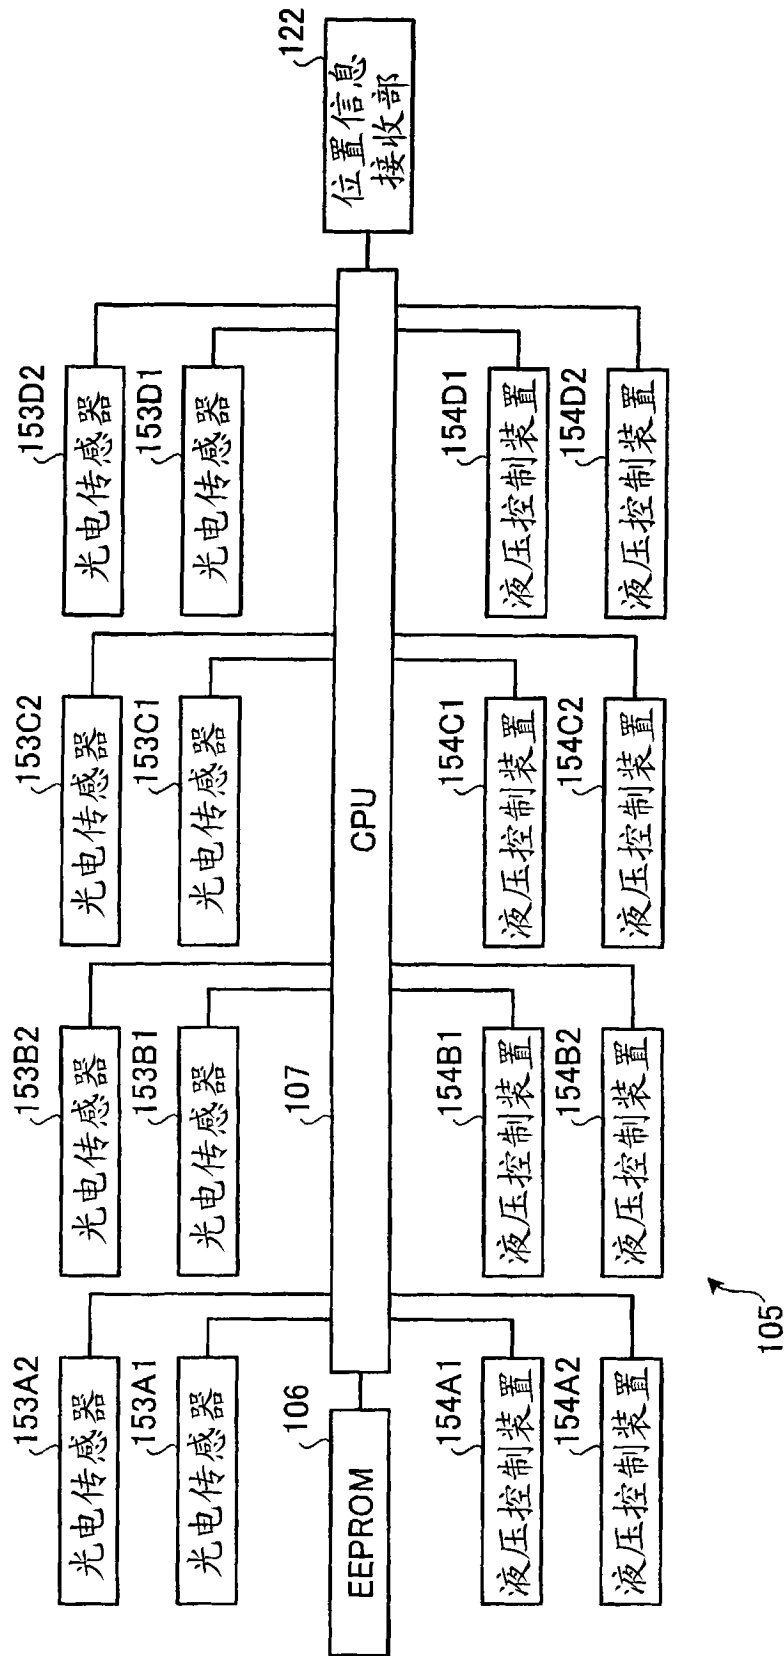 153A2
光电传感器
153B2
光电传感器
153C2
光电传感器
153D2
光电传感器
153A1
光电传感器
153B1
光电传感器
153C1
光电传感器
153D1
光电传感器
106
EEPROM
107
CPU
122
位置信息
接收部
154A1
液压控制装置
154B1
液压控制装置
154C1
液压控制装置
154D1
液压控制装置
154A2
液压控制装置
154B2
液压控制装置
154C2
液压控制装置
154D2
液压控制装置
105